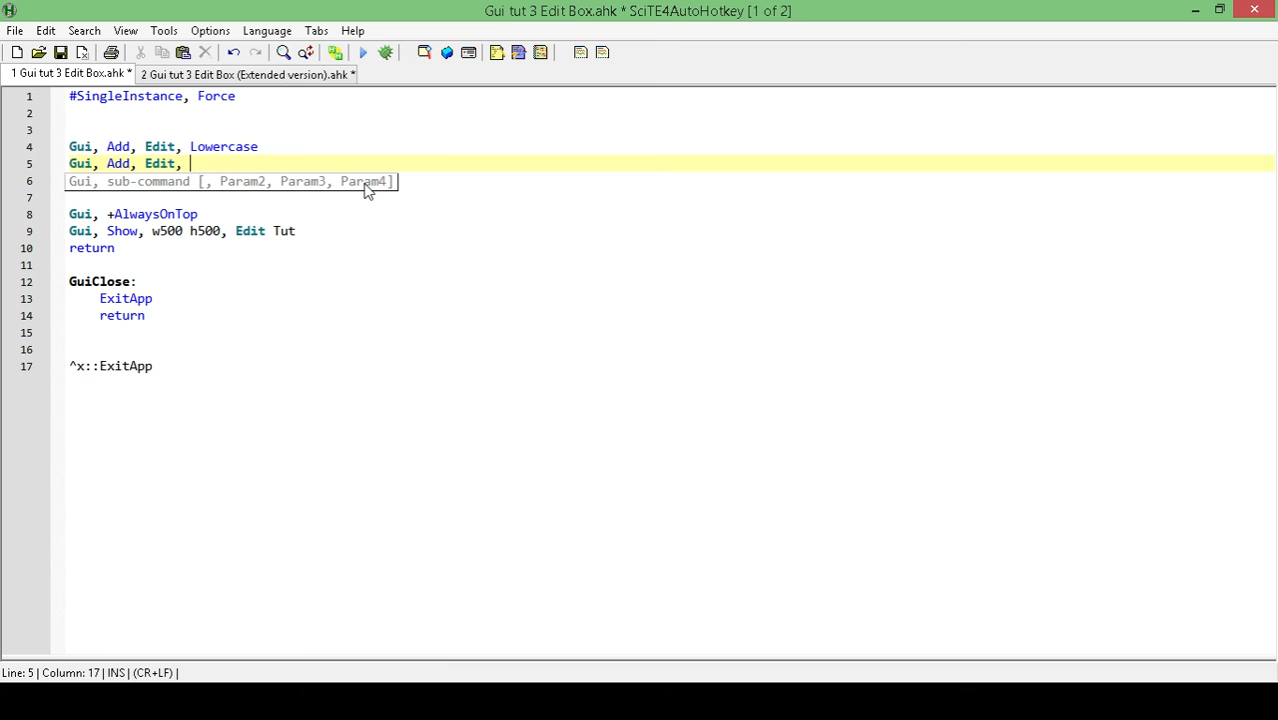 Gui tut 3 Edit Box.ahk * SciTE4AutoHotkey [1 of 2]
File Edit Search View Tools Options Language Tabs Help
1 Gui tut 3 Edit Box.ahk * 2 Gui tut 3 Edit Box (Extended version).ahk *
1 #SingleInstance, Force
2
3
4 Gui, Add, Edit, Lowercase
5 Gui, Add, Edit,
6 Gui, sub-command [, Param2, Param3, Param4]
7
8 Gui, +AlwaysOnTop
9 Gui, Show, w500 h500, Edit Tut
10 return
11
12 GuiClose:
13 ExitApp
14 return
15
16
17 ^x::ExitApp
Line: 5 | Column: 17 | INS | (CR+LF) |